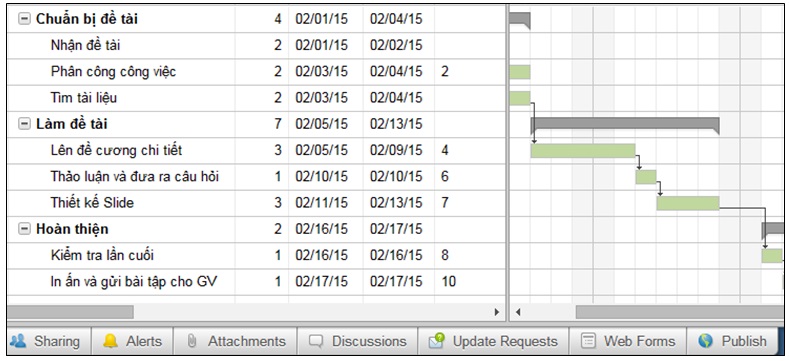 Chuẩn bị đề tài 4 02/01/15 02/04/15
Nhận đề tài 2 02/01/15 02/02/15
Phân công công việc 2 02/03/15 02/04/15 2
Tìm tài liệu 2 02/03/15 02/04/15
Làm đề tài 7 02/05/15 02/13/15
Lên đề cương chi tiết 3 02/05/15 02/09/15 4
Thảo luận và đưa ra câu hỏi 1 02/10/15 02/10/15 6
Thiết kế Slide 3 02/11/15 02/13/15 7
Hoàn thiện 2 02/16/15 02/17/15
Kiểm tra lần cuối 1 02/16/15 02/16/15 8
In ấn và gửi bài tập cho GV 1 02/17/15 02/17/15 10
Sharing Alerts Attachments Discussions Update Requests Web Forms Publish